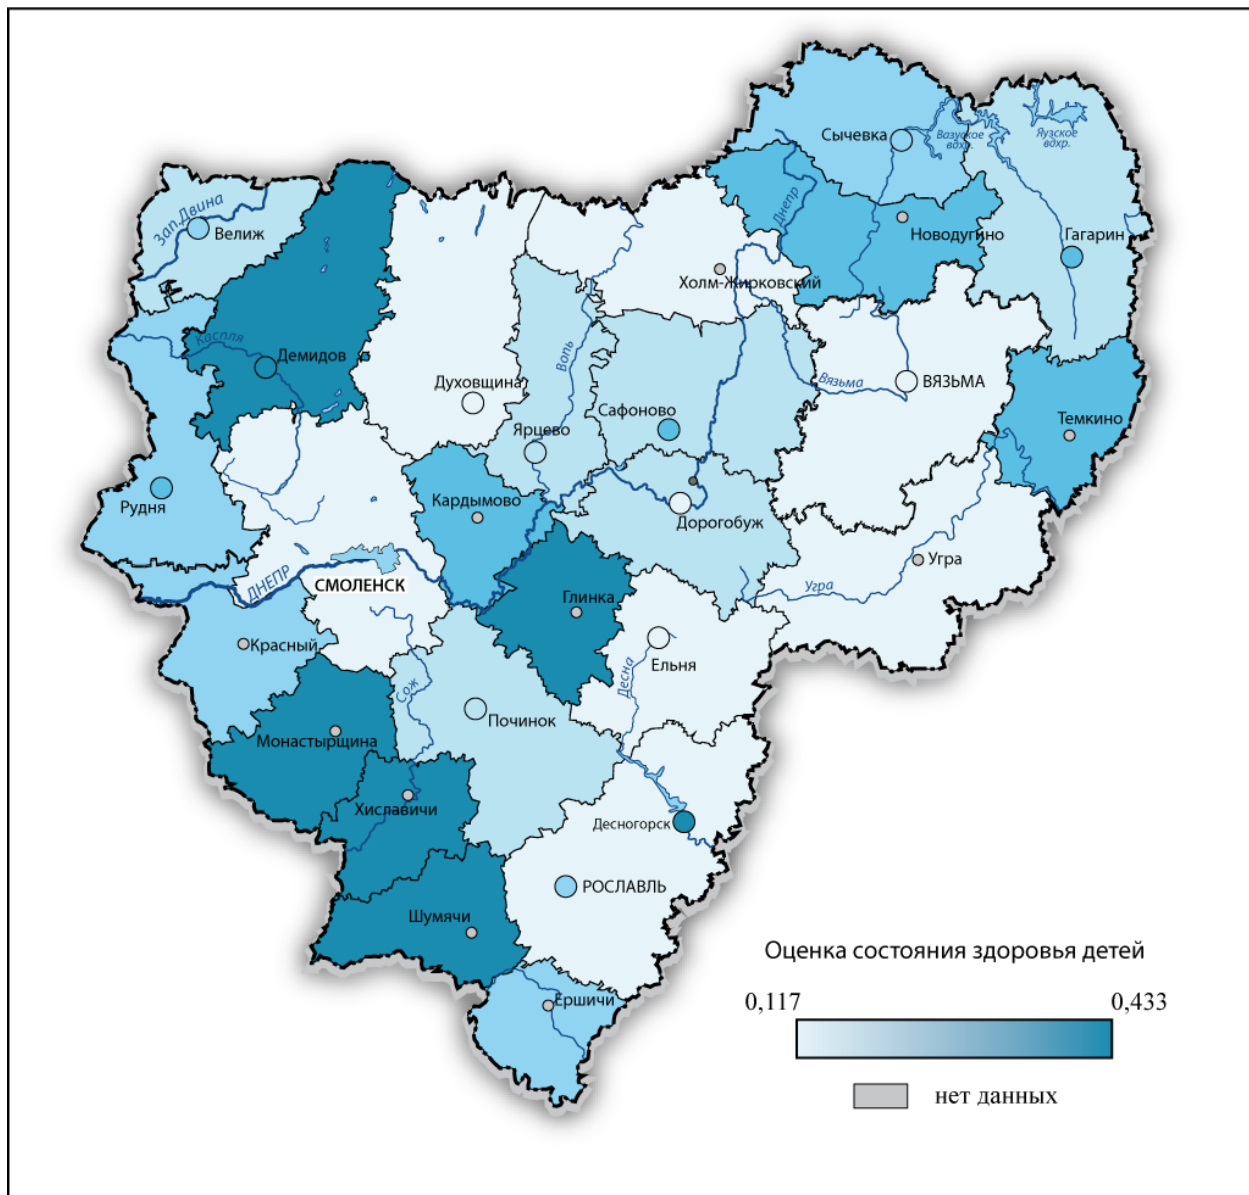 Сычевка
Вазуское
вдхр.
Яузское
вдхр.
Зап.Двина
Велиж
Днепр
Новодугино
Гагарин
Холм-Жирковский
Каспля
Демидов
Вопь
Духовщина
Вязьма
ВЯЗЬМА
Сафоново
Темкино
Ярцево
Рудня
Кардымово
Дорогобуж
Угра
ДНЕПР
СМОЛЕНСК
Угра
Глинка
Красный
Ельня
Десна
Сож
Починок
Монастырщина
Хиславичи
Десногорск
РОСЛАВЛЬ
Шумячи
Ершичи
Оценка состояния здоровья детей
0,117
0,433
нет данных